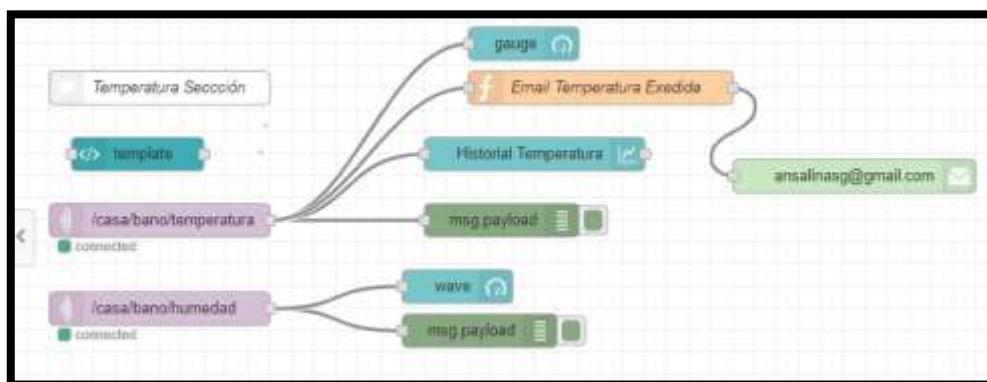 gauge
Temperatura Seccción
Email Temperatura Exedida
template
Historial Temperatura
ansalinasg@gmail.com
/casa/bano/temperatura
msg.payload
connected
wave
/casa/bano/humedad
msg.payload
connected